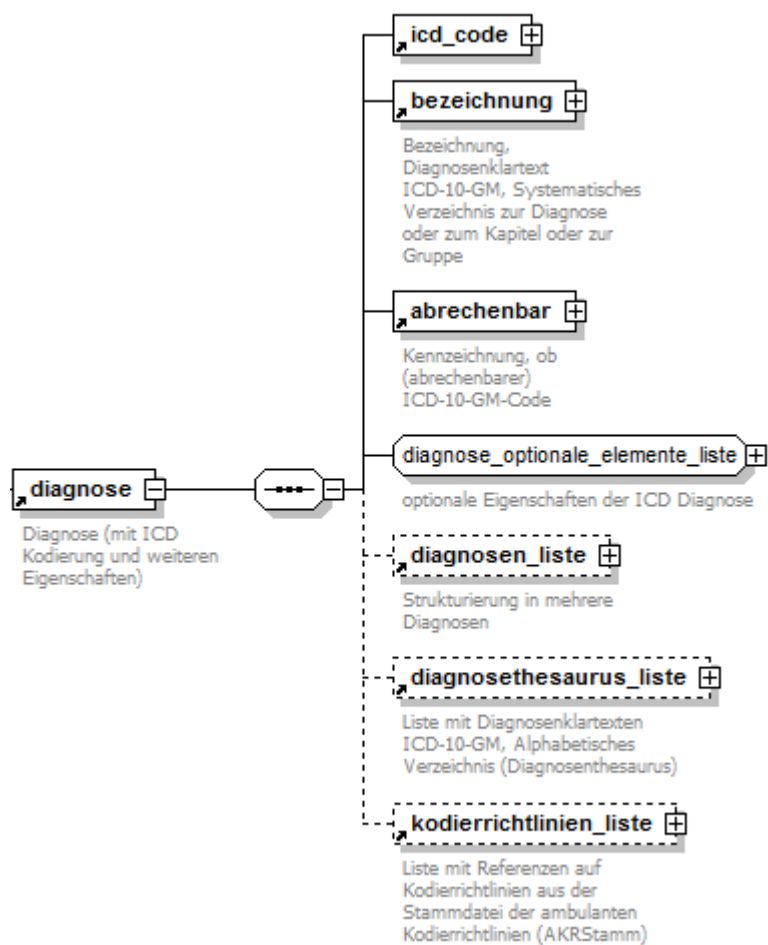 icd_code
bezeichnung
Bezeichnung,
Diagnosenklartext
ICD-10-GM, Systematisches
Verzeichnis zur Diagnose
oder zum Kapitel oder zur
Gruppe
abrechenbar
Kennzeichnung, ob
(abrechenbarer)
ICD-10-GM-Code
diagnose_optionale_elemente_liste
optionale Eigenschaften der ICD Diagnose
diagnose
Diagnose (mit ICD
Kodierung und weiteren
Eigenschaften)
diagnosen_liste
Strukturierung in mehrere
Diagnosen
diagnosethesaurus_liste
Liste mit Diagnosenklartexten
ICD-10-GM, Alphabetisches
Verzeichnis (Diagnosenthesaurus)
kodierrichtlinien_liste
Liste mit Referenzen auf
Kodierrichtlinien aus der
Stammdatei der ambulanten
Kodierrichtlinien (AKRStamm)